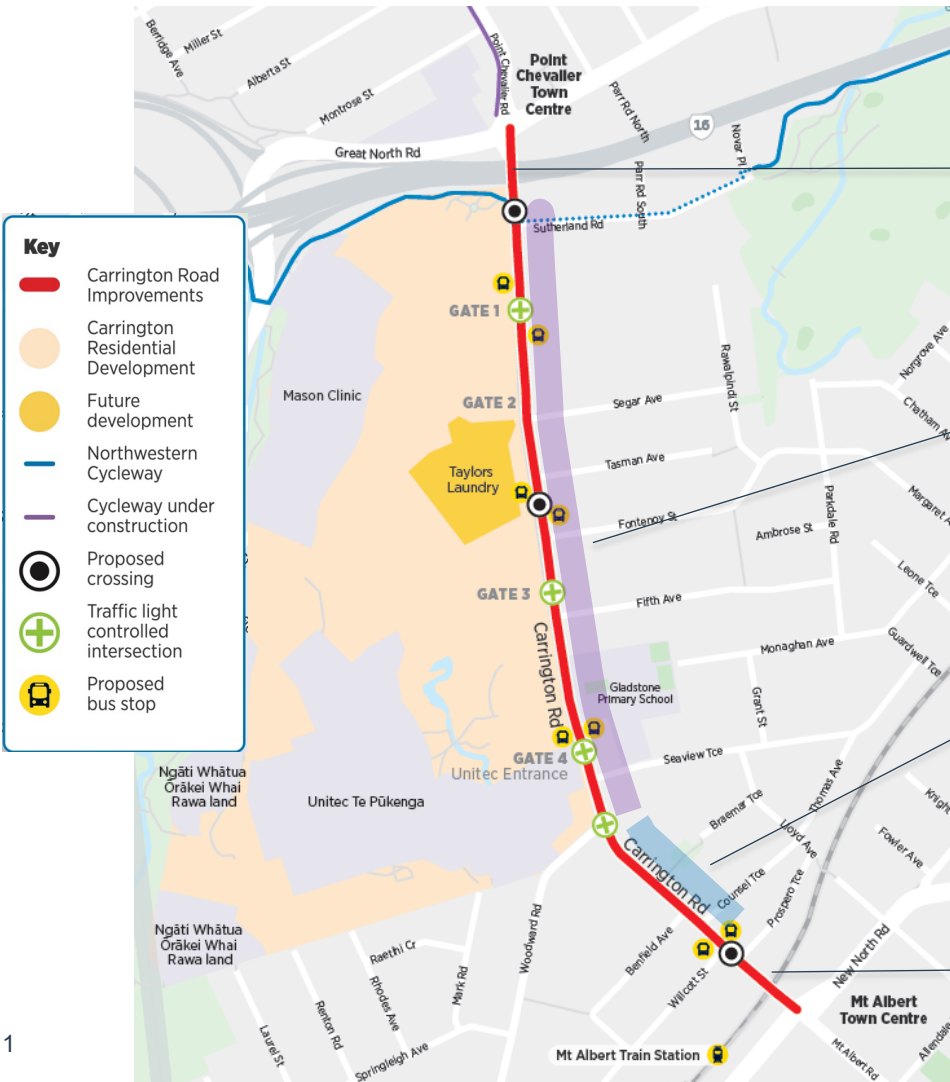 Berridge Ave
Miller St
Alberta St
Montrose St
Point Chevalier Rd
Point
Chevalier
Town
Centre
Parr Rd North
16
Novar Pl
Great North Rd
Parr Rd South
Sutherland Rd
Key
Carrington Road
Improvements
Carrington
Residential
Development
Future
development
Northwestern
Cycleway
Cycleway under
construction
Proposed
crossing
Traffic light
controlled
intersection
Proposed
bus stop
GATE 1
Mason Clinic
GATE 2
Segar Ave
Rawalpindi St
Norgrove Ave
Chatham Av
Taylors
Laundry
Tasman Ave
Fontenoy St
Ambrose St
Parkdale Rd
Margaret A
GATE 3
Fifth Ave
Leone Tce
Carrington Rd
Monaghan Ave
Guardwell Tce
Gladstone
Primary School
Grant St
GATE 4
Unitec Entrance
Seaview Tce
Ngāti Whātua
Ōrākei Whai
Rawa land
Unitec Te Pūkenga
Braemar Tce
Lloyd Ave
Thomas Ave
Fowler Ave
Knigh
Carrington Rd
Counsel Tce
Prospero Tce
Ngāti Whātua
Ōrākei Whai
Rawa land
Raetihi Cr
Rhodes Ave
Mark Rd
Woodward Rd
Benfield Ave
Willcott St
New North Rd
Laurel St
Renton Rd
Springleigh Ave
Mt Albert
Town Centre
Mt Albert Train Station
Mt Albert Rd
Allendale
1